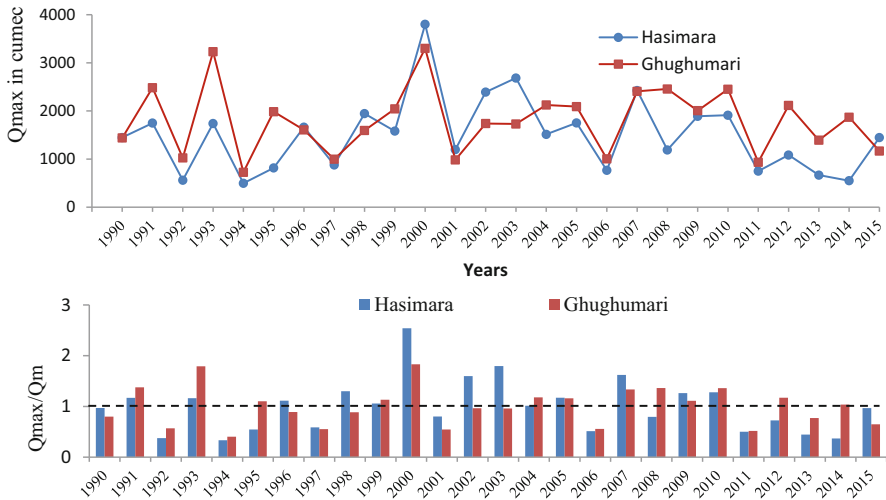 Qmax in cumec
4000
3000
2000
1000
0
Hasimara
Ghughumari
1990 1991 1992 1993 1994 1995 1996 1997 1998 1999 2000 2001 2002 2003 2004 2005 2006 2007 2008 2009 2010 2011 2012 2013 2014 2015
Years
Qmax/Qm
3
2
1
0
Hasimara Ghughumari
1990 1991 1992 1993 1994 1995 1996 1997 1998 1999 2000 2001 2002 2003 2004 2005 2006 2007 2008 2009 2010 2011 2012 2013 2014 2015